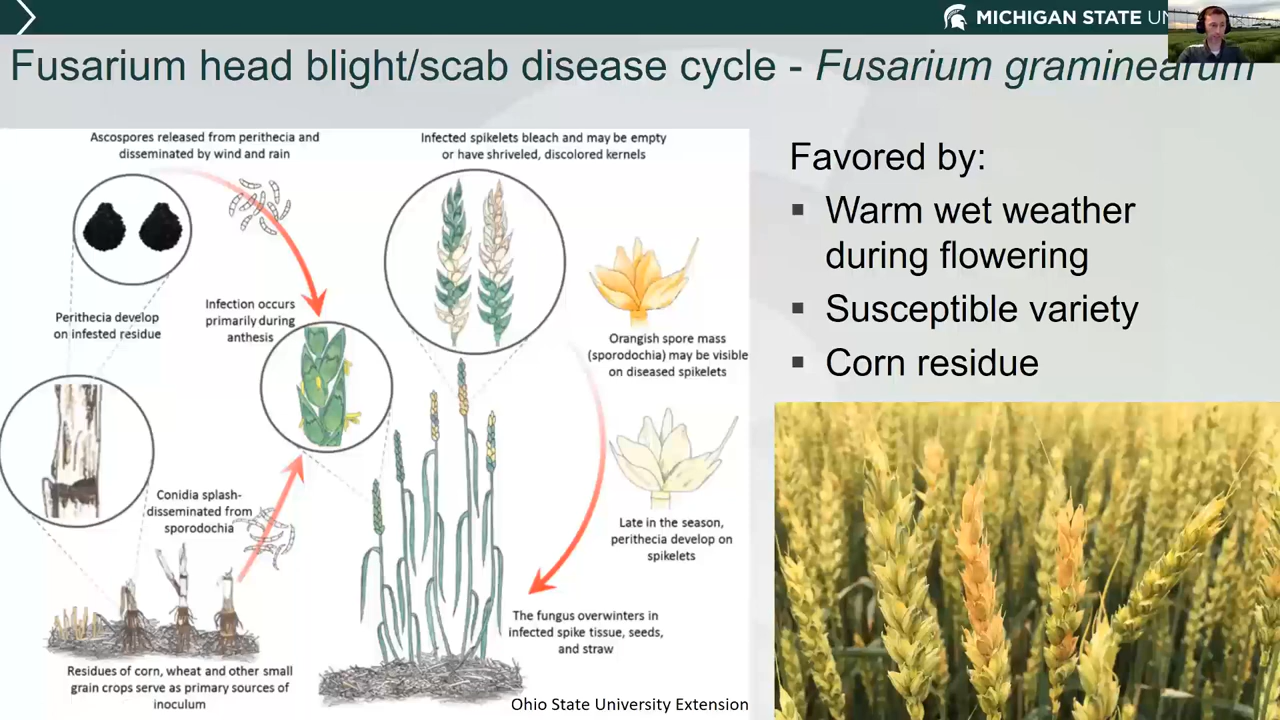 MICHIGAN STATE
Fusarium head blight/scab disease cycle - Fusarium graminearum
Ascospores released from perithecia and
disseminated by wind and rain
Infected spikelets bleach and may be empty
or have shriveled, discolored kernels
Perithecia develop
on infested residue
Infection occurs
primarily during
anthesis
Orangish spore mass
(sporodochia) may be visible
on diseased spikelets
Conidia splash-
disseminated from
sporodochia
Late in the season,
perithecia develop on
spikelets
The fungus overwinters in
infected spike tissue, seeds,
and straw
Residues of corn, wheat and other small
grain crops serve as primary sources of
inoculum
Ohio State University Extension
Favored by:
▪ Warm wet weather
during flowering
▪ Susceptible variety
▪ Corn residue